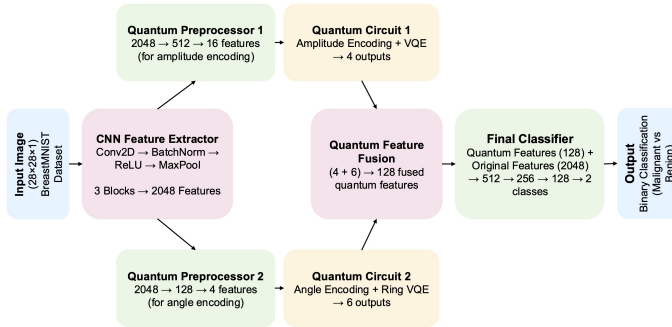 Input Image
(28×28×1)
BreastMNIST
Dataset
CNN Feature Extractor
Conv2D → BatchNorm →
ReLU → MaxPool
3 Blocks → 2048 Features
Quantum Preprocessor 1
2048 → 512 → 16 features
(for amplitude encoding)
Quantum Circuit 1
Amplitude Encoding + VQE
→ 4 outputs
Quantum Preprocessor 2
2048 → 128 → 4 features
(for angle encoding)
Quantum Circuit 2
Angle Encoding + Ring VQE
→ 6 outputs
Quantum Feature
Fusion
(4 + 6) → 128 fused
quantum features
Final Classifier
Quantum Features (128) +
Original Features (2048)
→ 512 → 256 → 128 → 2
classes
Output
Binary Classification
(Malignant vs
Benign)